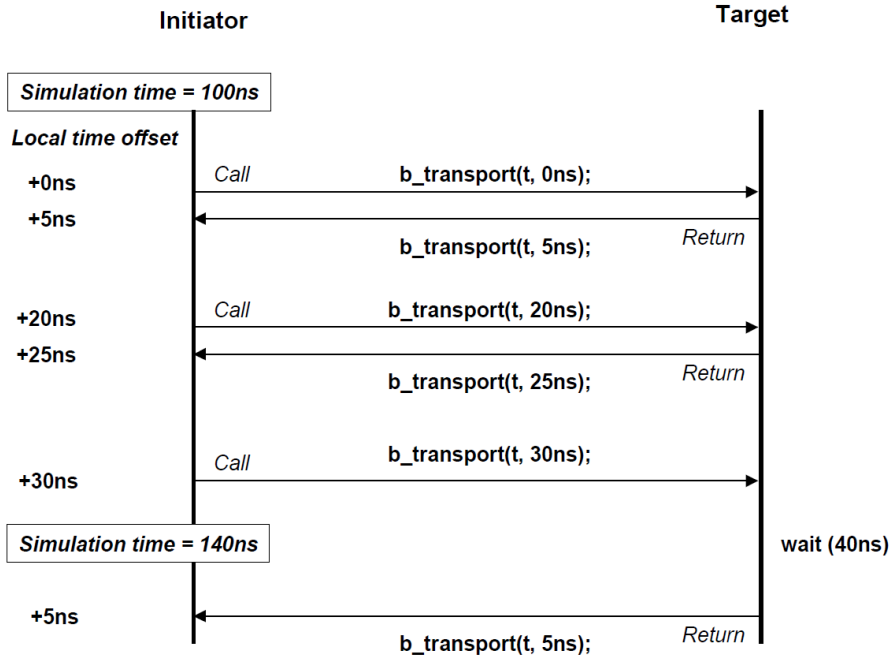 Initiator
Target
Simulation time = 100ns
Local time offset
+0ns
Call
b_transport(t, 0ns);
+5ns
b_transport(t, 5ns);
Return
+20ns
Call
b_transport(t, 20ns);
+25ns
b_transport(t, 25ns);
Return
+30ns
Call
b_transport(t, 30ns);
Simulation time = 140ns
wait (40ns)
+5ns
b_transport(t, 5ns);
Return